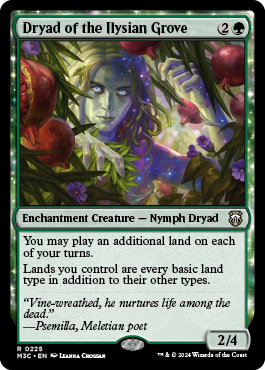 Dryad of the Ilysian Grove 2
Enchantment Creature — Nymph Dryad
You may play an additional land on each
of your turns.
Lands you control are every basic land
type in addition to their other types.
“Vine-wreathed, he nurtures life among the
dead.”
—Psemilla, Meletian poet
2/4
R 0225
M3C • EN Leanna Crossan
™ & © 2024 Wizards of the Coast